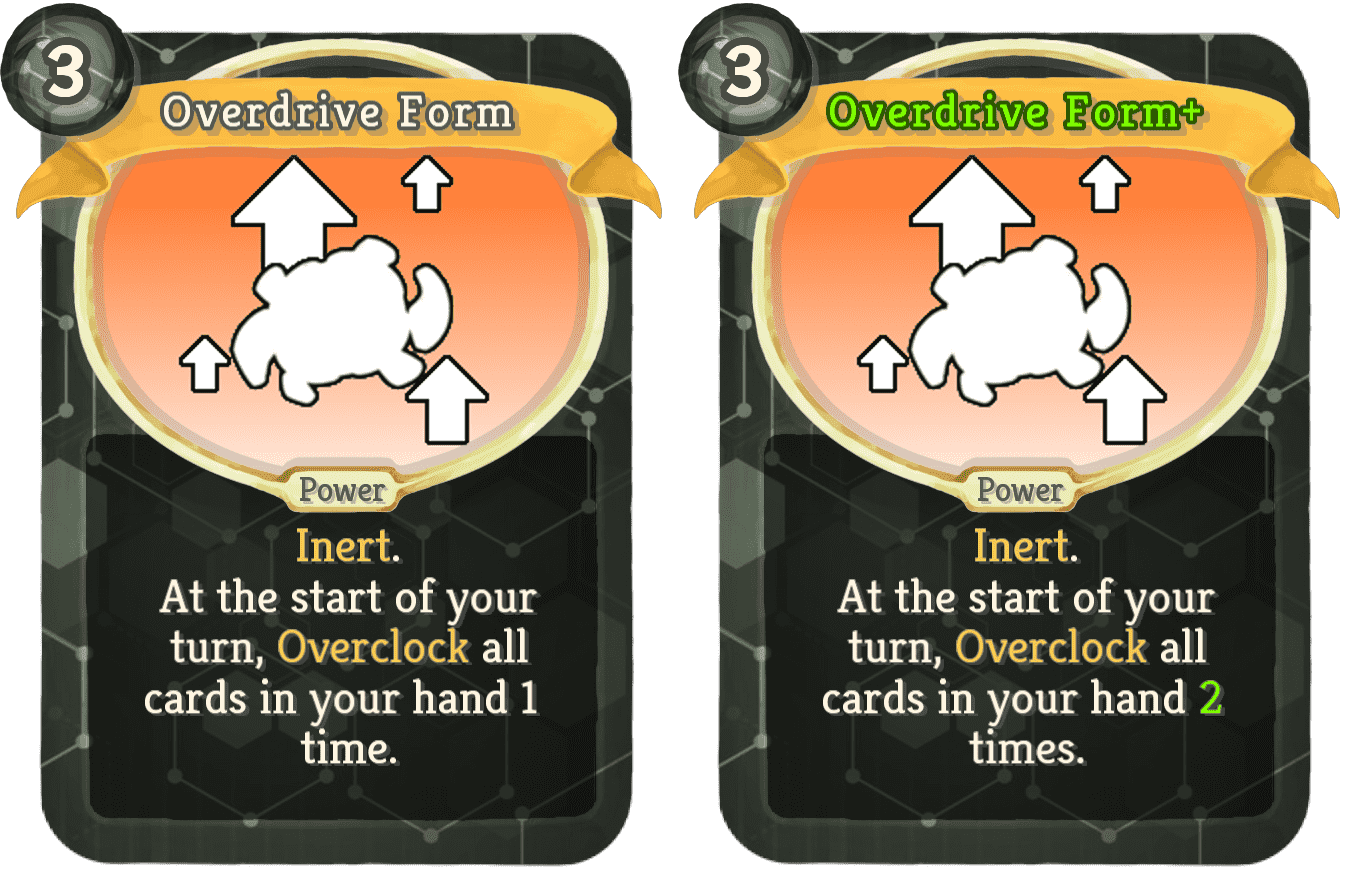 3
Overdrive Form
Power
Inert.
At the start of your
turn, Overclock all
cards in your hand 1
time.
3
Overdrive Form+
Power
Inert.
At the start of your
turn, Overclock all
cards in your hand 2
times.